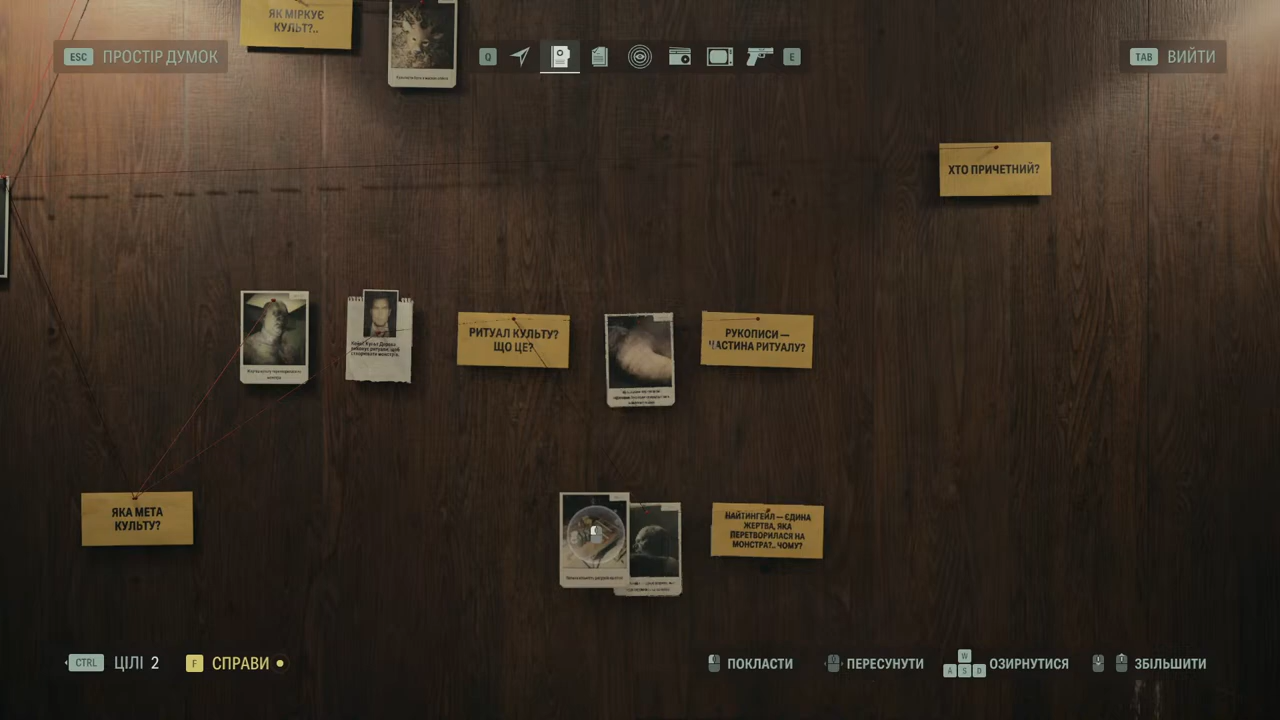 ЯК МІРКУЄ
КУЛЬТ?..
ESC ПРОСТІР ДУМОК
Q
E
TAB ВИЙТИ
ХТО ПРИЧЕТНИЙ?
РИТУАЛ КУЛЬТУ?
ЩО ЦЕ?
РУКОПИСИ —
ЧАСТИНА РИТУАЛУ?
ЯКА МЕТА
КУЛЬТУ?
НАЙТИНГЕЙЛ — ЄДИНА
ЖЕРТВА, ЯКА
ПЕРЕТВОРИЛАСЯ НА
МОНСТРА?.. ЧОМУ?
CTRL ЦІЛІ 2
F СПРАВИ
ПОКЛАСТИ
ПЕРЕСУНУТИ
W
A S D
ОЗИРНУТИСЯ
ЗБІЛЬШИТИ